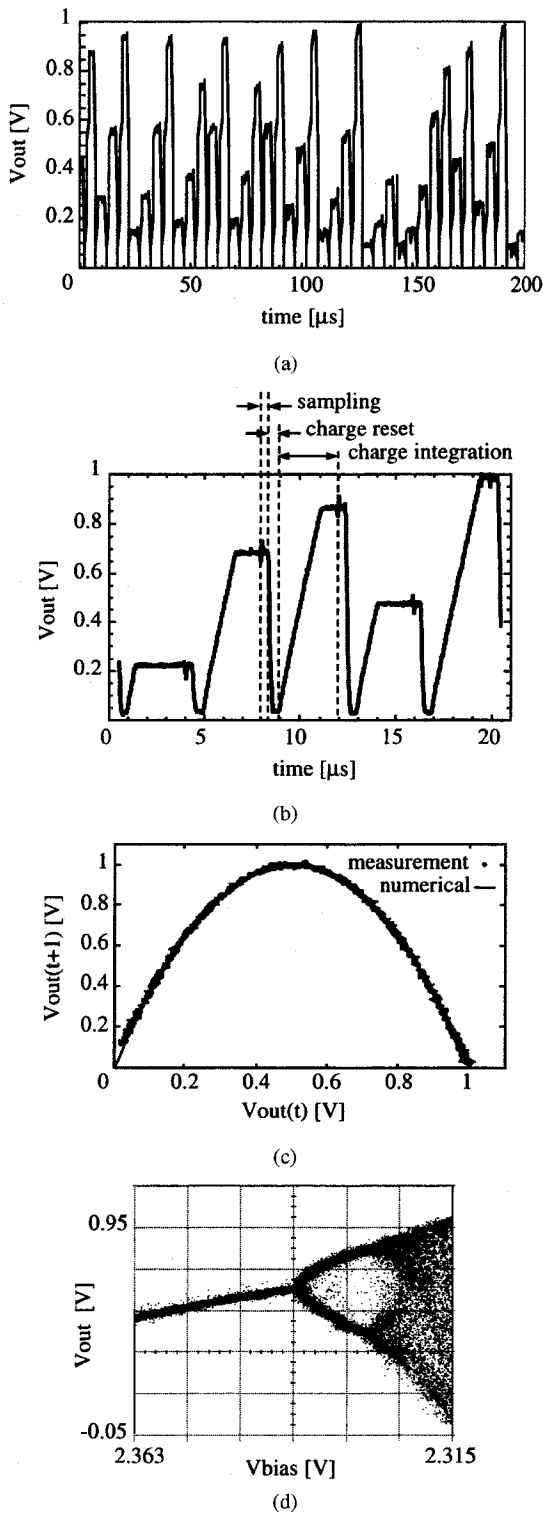 1
0.8
0.6
0.4
0.2
Vout [V]
0 50 100 150 200
time [μs]
(a)
sampling
charge reset
charge integration
1
0.8
0.6
0.4
0.2
Vout [V]
0 5 10 15 20
time [μs]
(b)
measurement
numerical
1
0.8
0.6
0.4
0.2
Vout(t+1) [V]
0 0.2 0.4 0.6 0.8 1
Vout(t) [V]
(c)
0.95
Vout [V]
-0.05
2.363 2.315
Vbias [V]
(d)